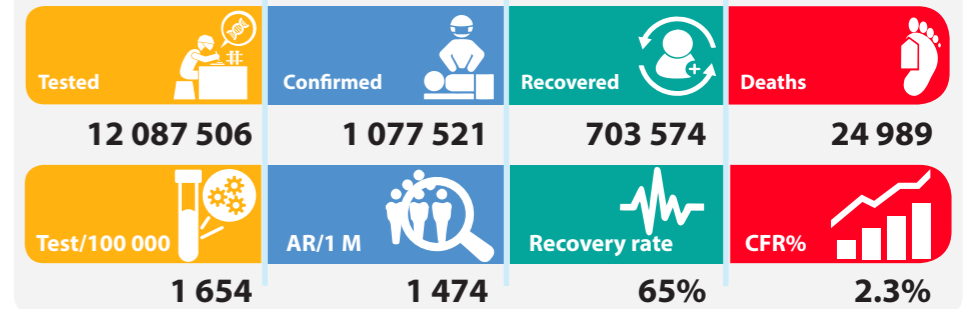 Tested Confirmed Recovered Deaths
12 087 506 1 077 521 703 574 24 989
Test/100 000 AR/1 M Recovery rate CFR%
1 654 1 474 65% 2.3%